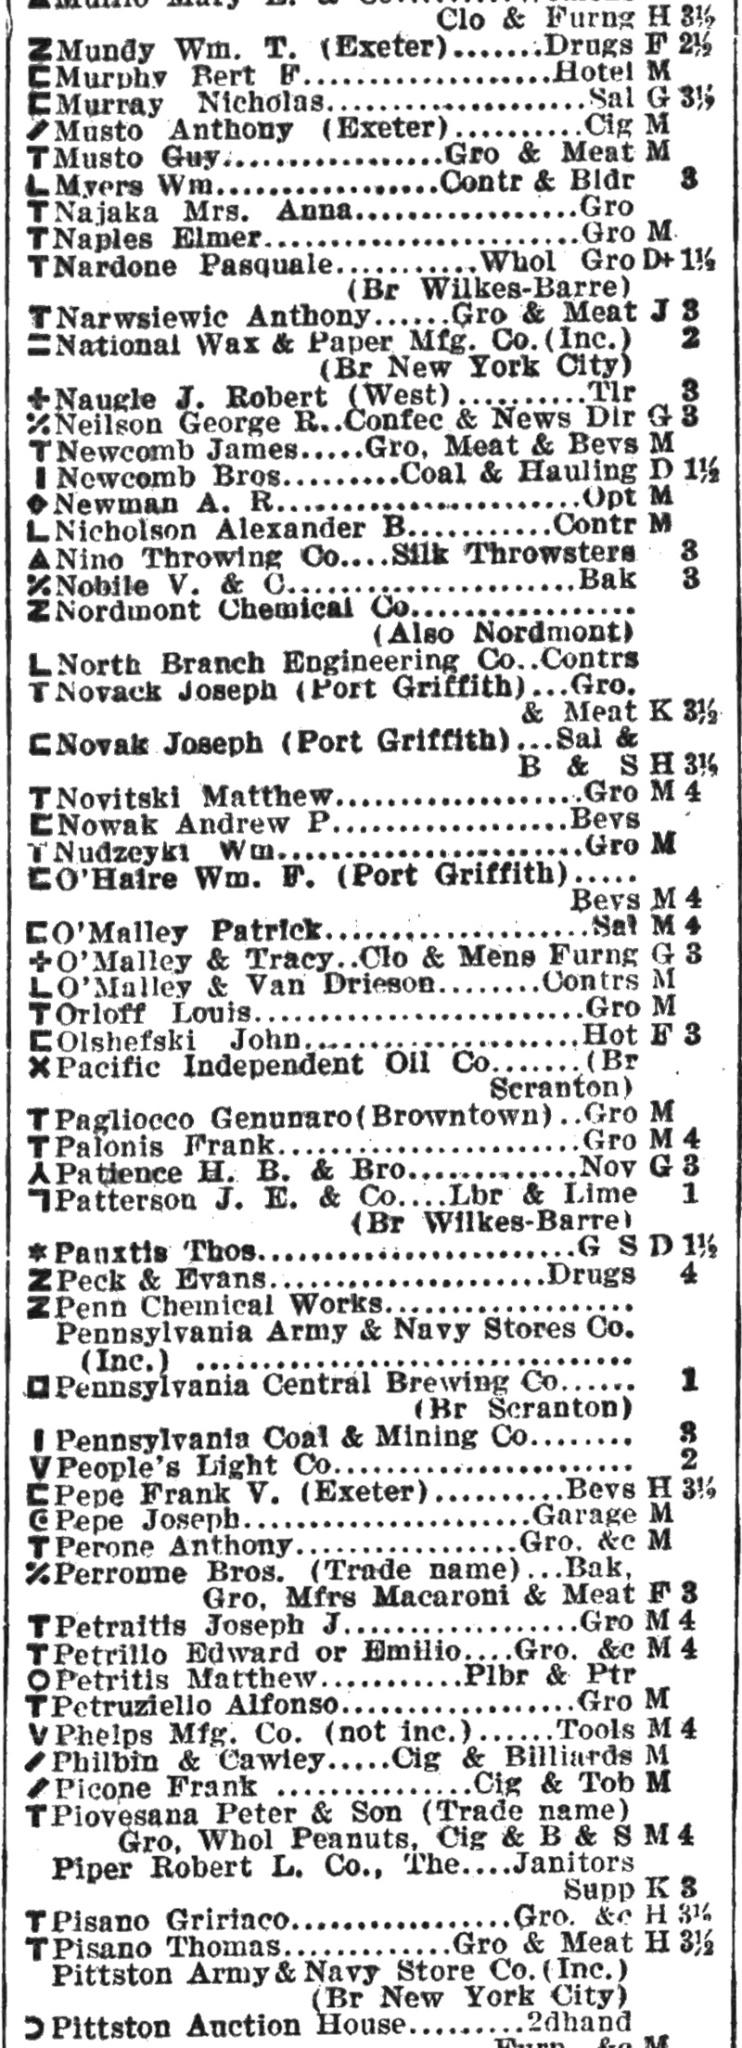 Clo & Furng H 3½
Z Mundy Wm. T. (Exeter).......Drugs F 2½
⊏ Murphy Bert F...................Hotel M
⊏ Murray Nicholas....................Sal G 3½
Musto Anthony (Exeter)..........Cig M
T Musto Guy.................Gro & Meat M
L Myers Wm.................Contr & Bldr 3
T Najaka Mrs. Anna.................Gro
T Naples Elmer........................Gro M
T Nardone Pasquale...........Whol Gro D+ 1½
(Br Wilkes-Barre)
T Narwsiewic Anthony......Gro & Meat J 3
= National Wax & Paper Mfg. Co. (Inc.) 2
(Br New York City)
+ Naugle J. Robert (West)..........Tlr 3
% Neilson George R..Confec & News Dlr G 3
T Newcomb James.....Gro, Meat & Bevs M
I Newcomb Bros.........Coal & Hauling D 1½
◆ Newman A. R.......................Opt M
L Nicholson Alexander B...........Contr M
▲ Nino Throwing Co....Silk Throwsters 3
% Nobile V. & C......................Bak 3
Z Nordmont Chemical Co.................
(Also Nordmont)
L North Branch Engineering Co..Contrs
T Novack Joseph (Port Griffith)...Gro.
& Meat K 3½
⊏ Novak Joseph (Port Griffith)...Sal &
B & S H 3½
T Novitski Matthew...................Gro M 4
⊏ Nowak Andrew P..................Bevs
T Nudzeyki Wm.......................Gro M
⊏ O'Haire Wm. F. (Port Griffith).....
Bevs M 4
⊏ O'Malley Patrick....................Sal M 4
+ O'Malley & Tracy..Clo & Mens Furng G 3
L O'Malley & Van Drieson........Contrs M
T Orloff Louis.........................Gro M
⊏ Olshefski John.....................Hot F 3
✕ Pacific Independent Oil Co.......(Br
Scranton)
T Pagliocco Genunaro (Browntown)..Gro M
T Palonis Frank.......................Gro M 4
⅄ Patience H. B. & Bro.............Nov G 3
ㄱ Patterson J. E. & Co....Lbr & Lime 1
(Br Wilkes-Barre)
* Pauxtis Thos........................G S D 1½
Z Peck & Evans.....................Drugs 4
Z Penn Chemical Works...................
Pennsylvania Army & Navy Stores Co.
(Inc.) .................................
□ Pennsylvania Central Brewing Co...... 1
(Br Scranton)
I Pennsylvania Coal & Mining Co........ 3
V People's Light Co....................... 2
⊏ Pepe Frank V. (Exeter)..........Bevs H 3½
Pepe Joseph......................Garage M
T Perone Anthony.................Gro. &c M
% Perronne Bros. (Trade name)...Bak,
Gro, Mfrs Macaroni & Meat F 3
T Petraitis Joseph J..................Gro M 4
T Petrillo Edward or Emilio....Gro. &c M 4
O Petritis Matthew...........Plbr & Ptr
T Petruziello Alfonso..................Gro M
V Phelps Mfg. Co. (not inc.)......Tools M 4
Philbin & Cawley.....Cig & Billiards M
Picone Frank ...............Cig & Tob M
T Piovesana Peter & Son (Trade name)
Gro, Whol Peanuts, Cig & B & S M 4
Piper Robert L. Co., The....Janitors
Supp K 3
T Pisano Gririnco.................Gro. &c H 3½
T Pisano Thomas.............Gro & Meat H 3½
Pittston Army & Navy Store Co. (Inc.)
(Br New York City)
Pittston Auction House.........2dhand